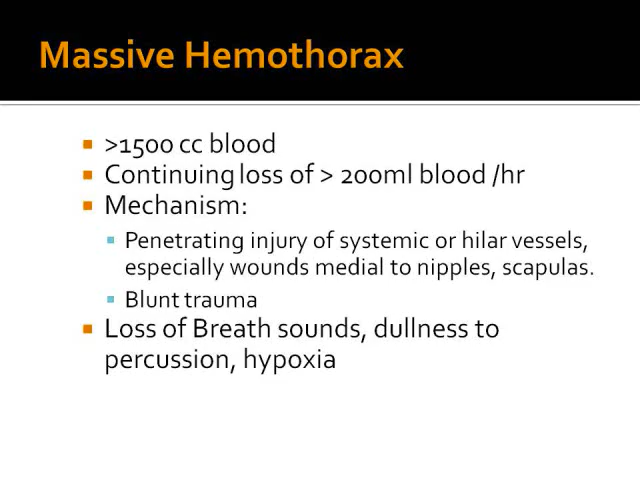 Massive Hemothorax
>1500 cc blood
Continuing loss of > 200ml blood /hr
Mechanism:
Penetrating injury of systemic or hilar vessels,
especially wounds medial to nipples, scapulas.
Blunt trauma
Loss of Breath sounds, dullness to
percussion, hypoxia